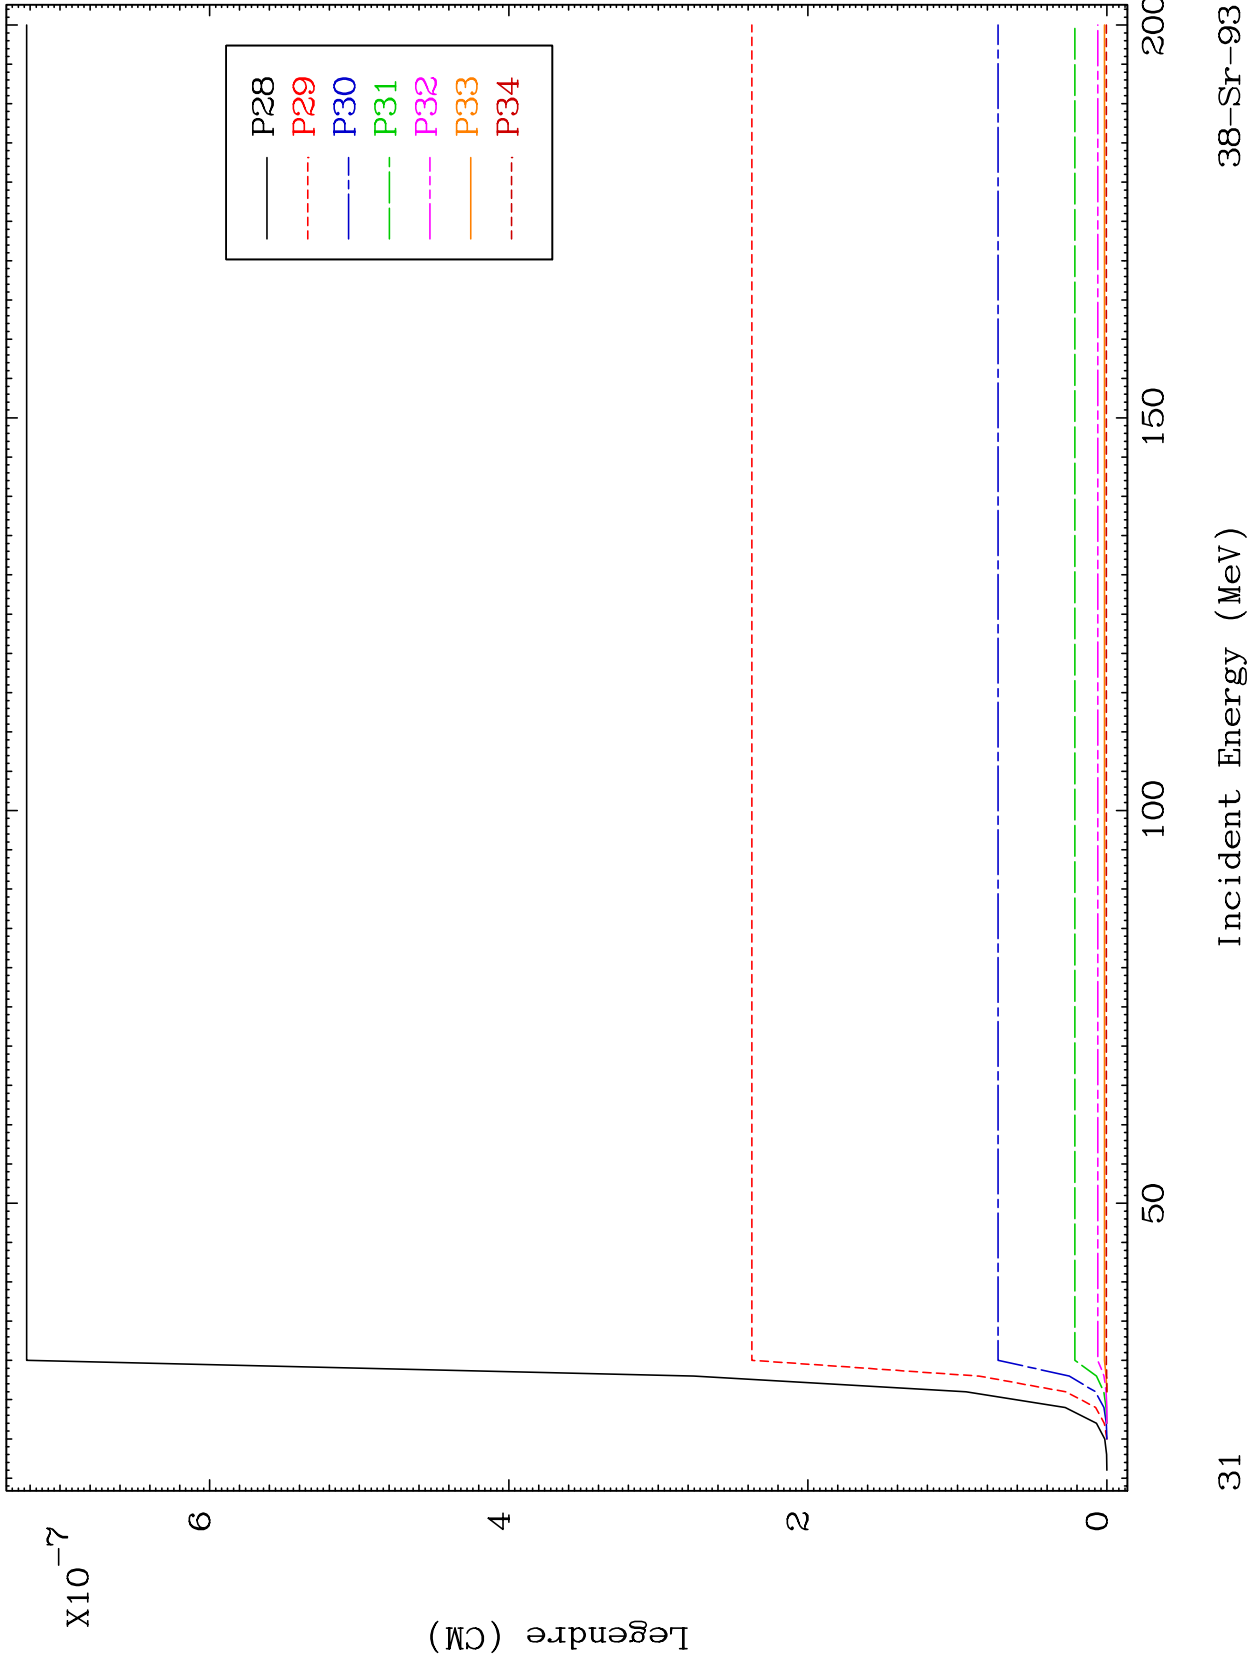 X10-7
6
4
2
0
Legendre (CM)
P28
P29
P30
P31
P32
P33
P34
50
100
150
200
Incident Energy (MeV)
31
38-Sr-93